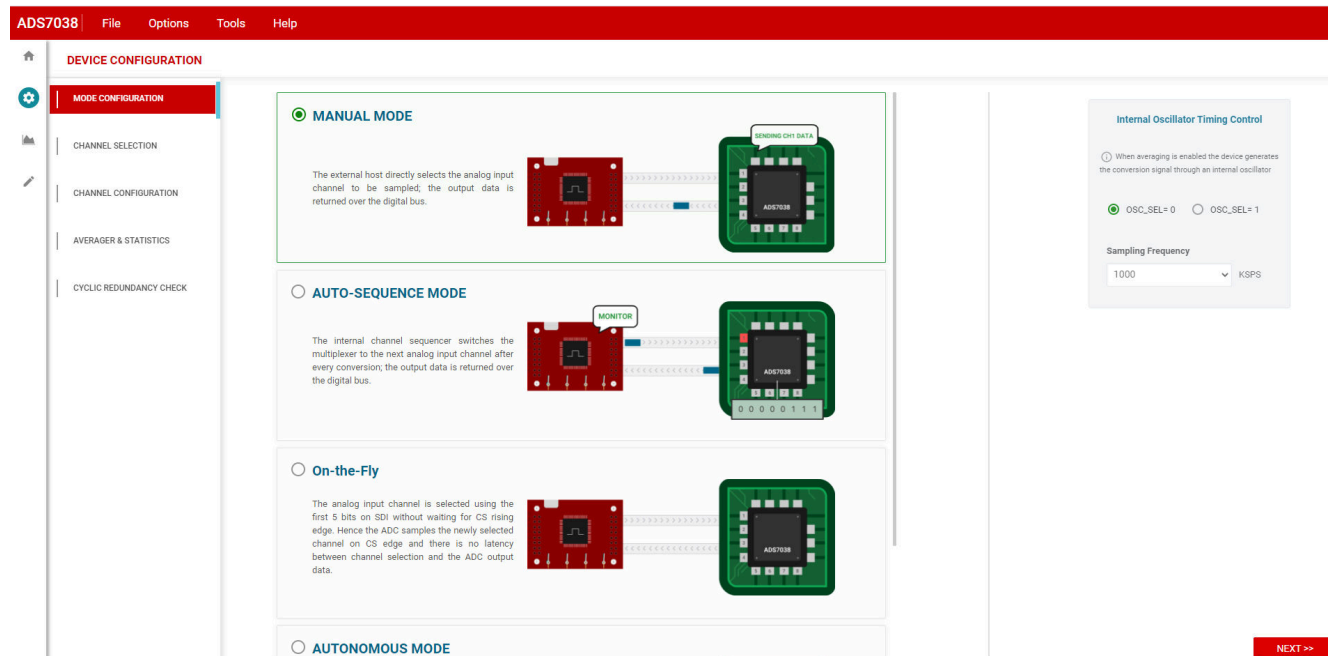 ADS7038 File Options Tools Help
DEVICE CONFIGURATION
MODE CONFIGURATION
CHANNEL SELECTION
CHANNEL CONFIGURATION
AVERAGER & STATISTICS
CYCLIC REDUNDANCY CHECK
MANUAL MODE
The external host directly selects the analog input
channel to be sampled; the output data is
returned over the digital bus.
SENDING CH1 DATA
ADS7038
AUTO-SEQUENCE MODE
The internal channel sequencer switches the
multiplexer to the next analog input channel after
every conversion; the output data is returned over
the digital bus.
MONITOR
ADS7038
0 0 0 0 0 1 1 1
On-the-Fly
The analog input channel is selected using the
first 5 bits on SDI without waiting for CS rising
edge. Hence the ADC samples the newly selected
channel on CS edge and there is no latency
between channel selection and the ADC output
data.
ADS7038
AUTONOMOUS MODE
Internal Oscillator Timing Control
When averaging is enabled the device generates
the conversion signal through an internal oscillator
OSC_SEL= 0 OSC_SEL= 1
Sampling Frequency
1000 KSPS
NEXT >>